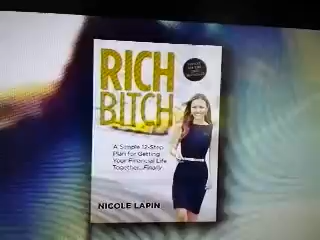 RICH
BITCH
A Simple 12-Step
Plan for Getting
Your Financial Life
Together...Finally
NICOLE LAPIN